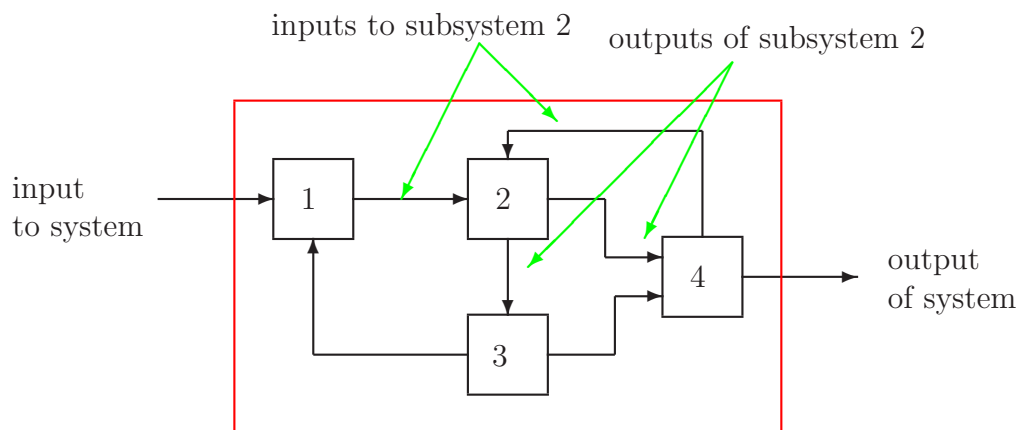 inputs to subsystem 2
outputs of subsystem 2
input
to system
1
2
3
4
output
of system